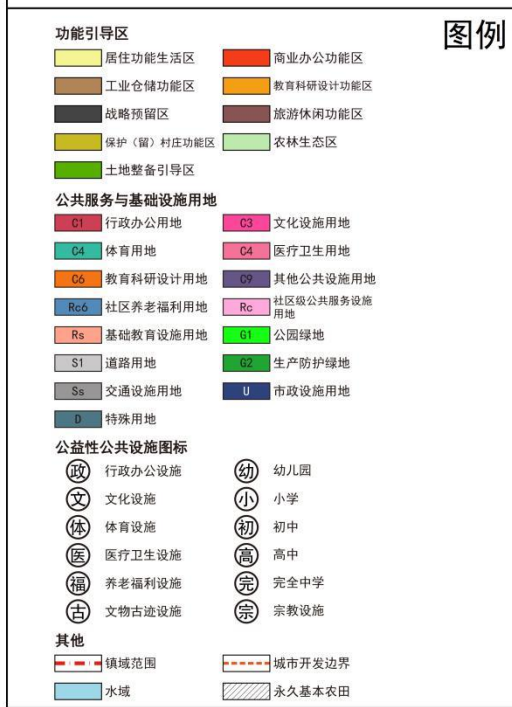 图例
功能引导区
居住功能生活区 商业办公功能区
工业仓储功能区 教育科研设计功能区
战略预留区 旅游休闲功能区
保护（留）村庄功能区 农林生态区
土地整备引导区
公共服务与基础设施用地
C1 行政办公用地 C3 文化设施用地
C4 体育用地 C4 医疗卫生用地
C6 教育科研设计用地 C9 其他公共设施用地
Rc6 社区养老福利用地 Rc 社区级公共服务设施
用地
Rs 基础教育设施用地 G1 公园绿地
S1 道路用地 G2 生产防护绿地
Ss 交通设施用地 U 市政设施用地
D 特殊用地
公益性公共设施图标
政 行政办公设施 幼 幼儿园
文 文化设施 小 小学
体 体育设施 初 初中
医 医疗卫生设施 高 高中
福 养老福利设施 完 完全中学
古 文物古迹设施 宗 宗教设施
其他
镇域范围 城市开发边界
水域 永久基本农田